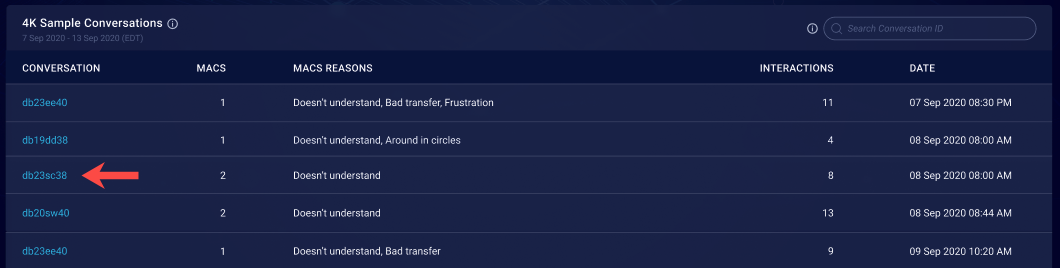 4K Sample Conversations
7 Sep 2020 - 13 Sep 2020 (EDT)
Search Conversation ID
CONVERSATION MACS MACS REASONS INTERACTIONS DATE
db23ee40 1 Doesn't understand, Bad transfer, Frustration 11 07 Sep 2020 08:30 PM
db19dd38 1 Doesn't understand, Around in circles 4 08 Sep 2020 08:00 AM
db23sc38 2 Doesn't understand 8 08 Sep 2020 08:00 AM
db20sw40 2 Doesn't understand 13 08 Sep 2020 08:44 AM
db23ee40 1 Doesn't understand, Bad transfer 9 09 Sep 2020 10:20 AM